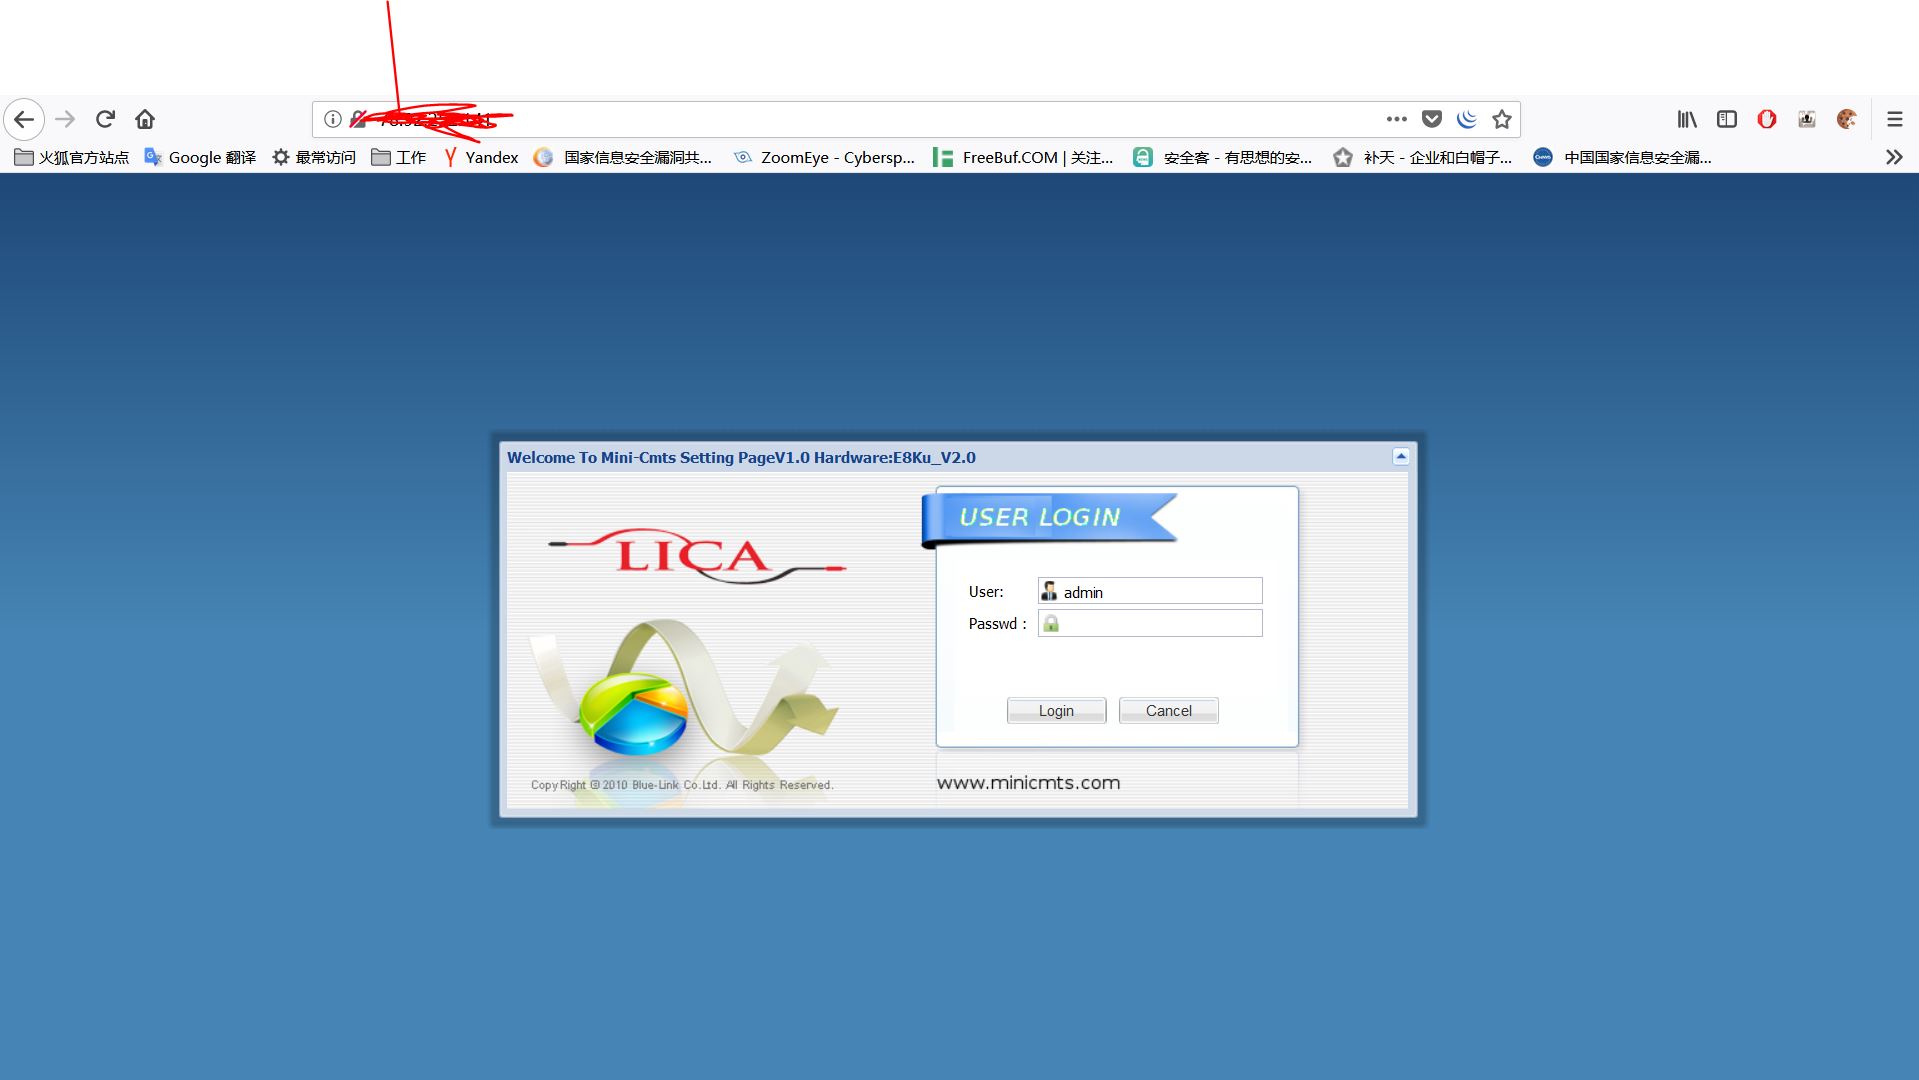 火狐官方站点 Google 翻译 最常访问 工作 Yandex 国家信息安全漏洞共... ZoomEye - Cybersp... FreeBuf.COM | 关注... 安全客 - 有思想的安... 补天 - 企业和白帽子... 中国国家信息安全漏...
Welcome To Mini-Cmts Setting PageV1.0 Hardware:E8Ku_V2.0
USER LOGIN
LICA
User: admin
Passwd :
Login Cancel
CopyRight @ 2010 Blue-Link Co.Ltd. All Rights Reserved.
www.minicmts.com